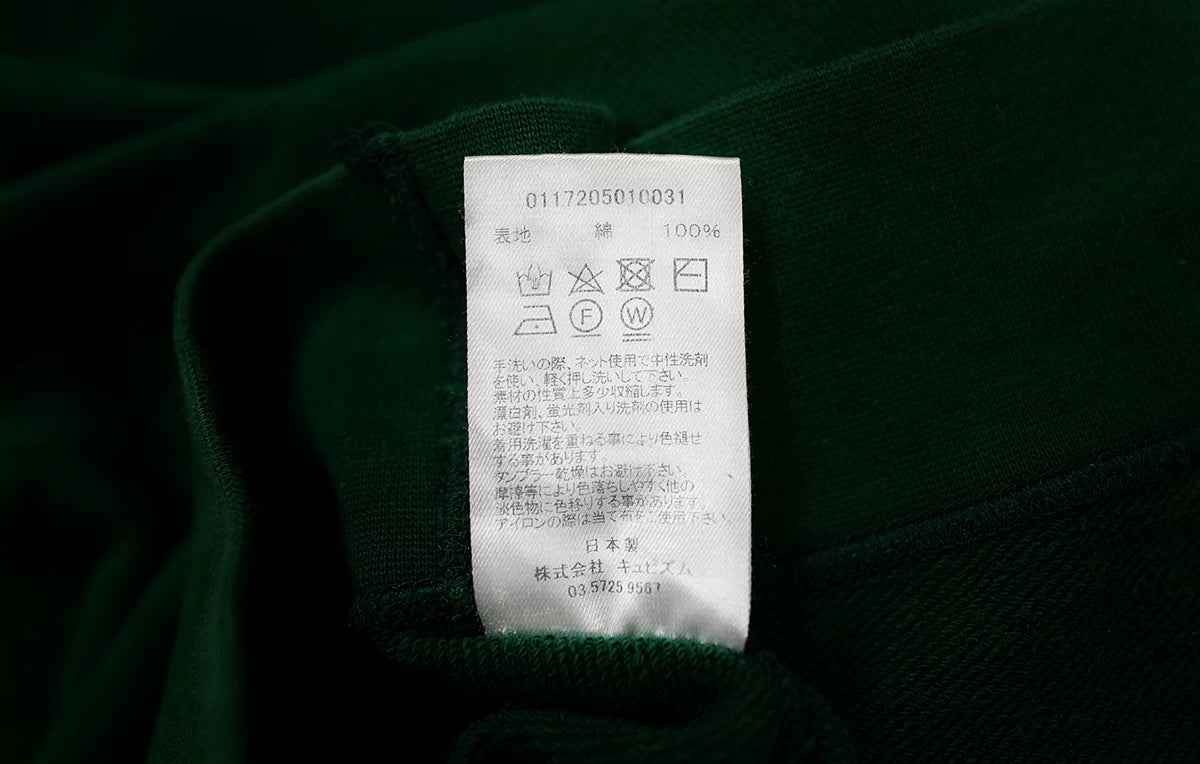 0117205010031
表地 綿 100%
F W
手洗いの際、ネット使用で中性洗剤
を使い、軽く押し洗いして下さい。
素材の性質上多少収縮します。
漂白剤、蛍光剤入り洗剤の使用は
お避け下さい。
着用洗濯を重ねる事により色褪せ
する事があります。
タンブラー乾燥はお避け下さい。
摩擦等により色落ちしやすく他の
淡色物に色移りする事があります。
アイロンの際は当て布をご使用下さい
日本製
株式会社 キュビズム
03.5725.9567